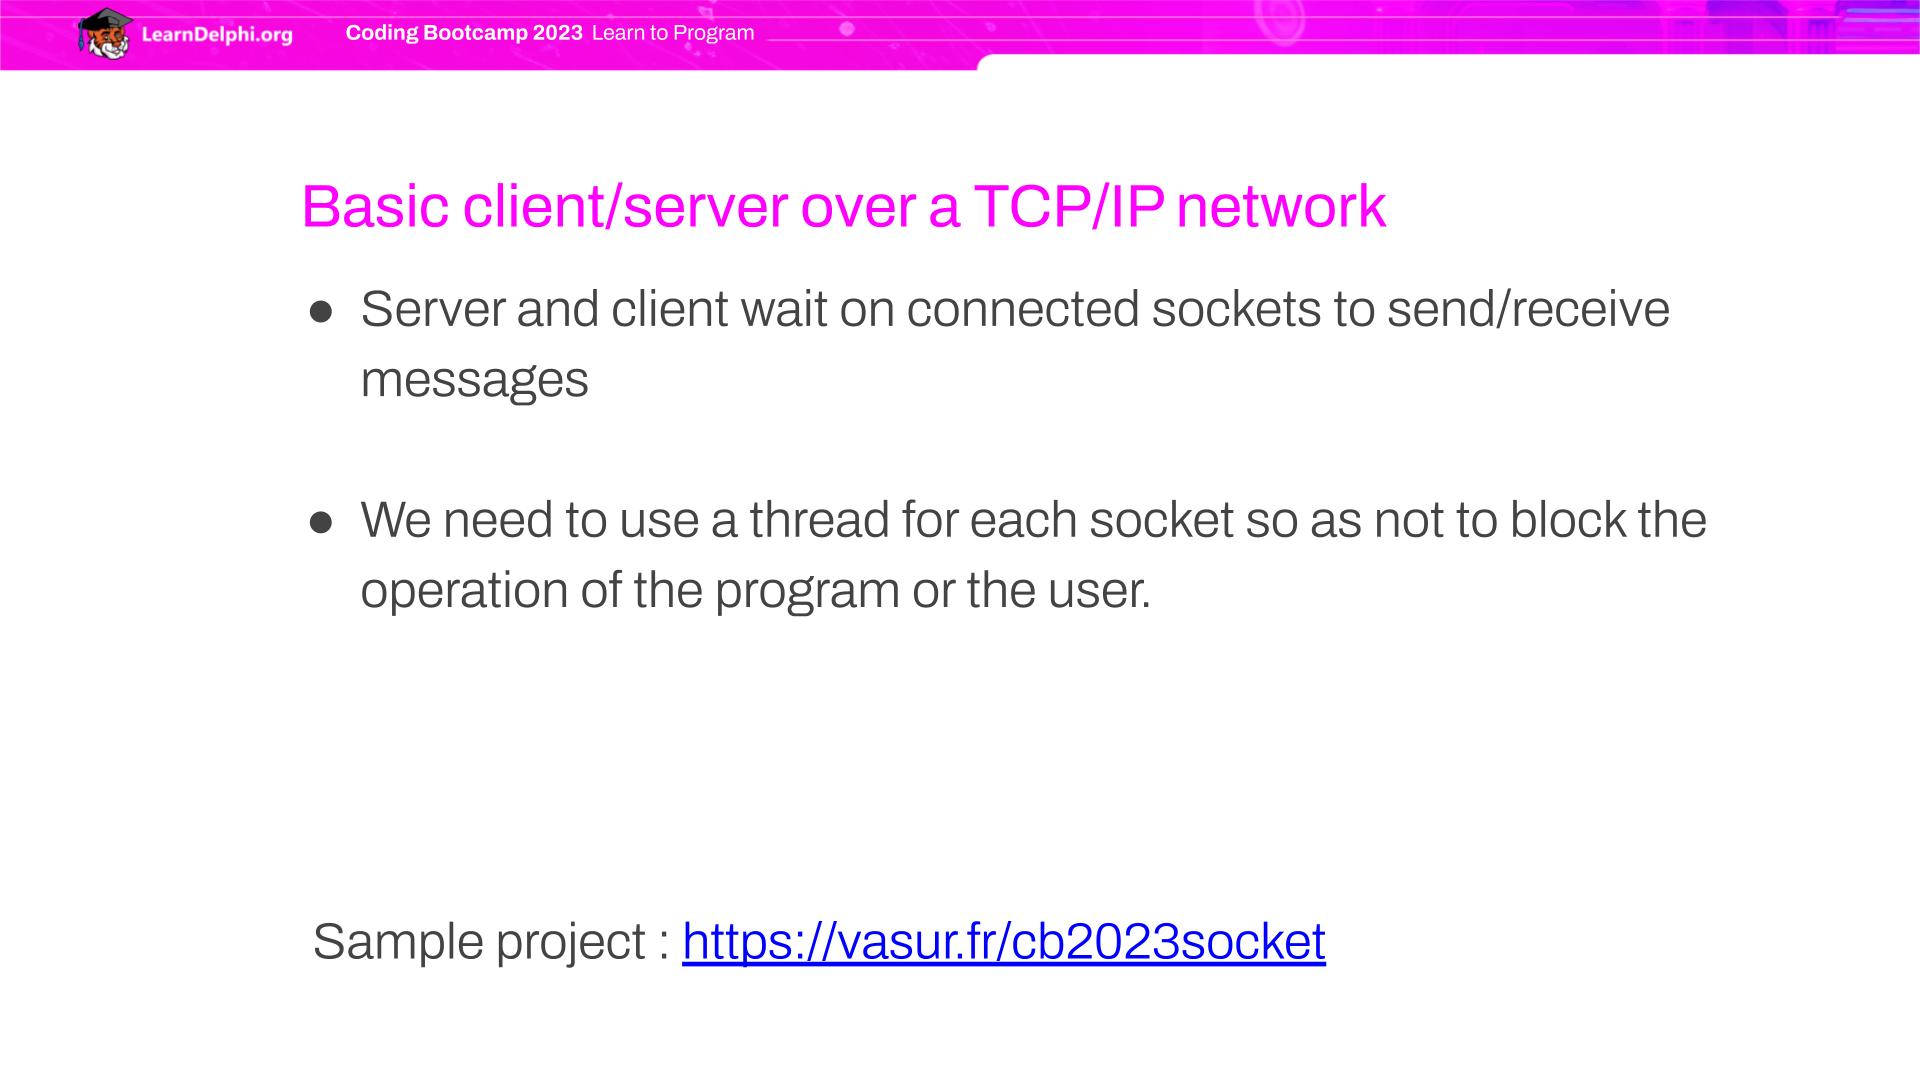 LearnDelphi.org
Coding Bootcamp 2023 Learn to Program
Basic client/server over a TCP/IP network
● Server and client wait on connected sockets to send/receive
messages
● We need to use a thread for each socket so as not to block the
operation of the program or the user.
Sample project : https://vasur.fr/cb2023socket